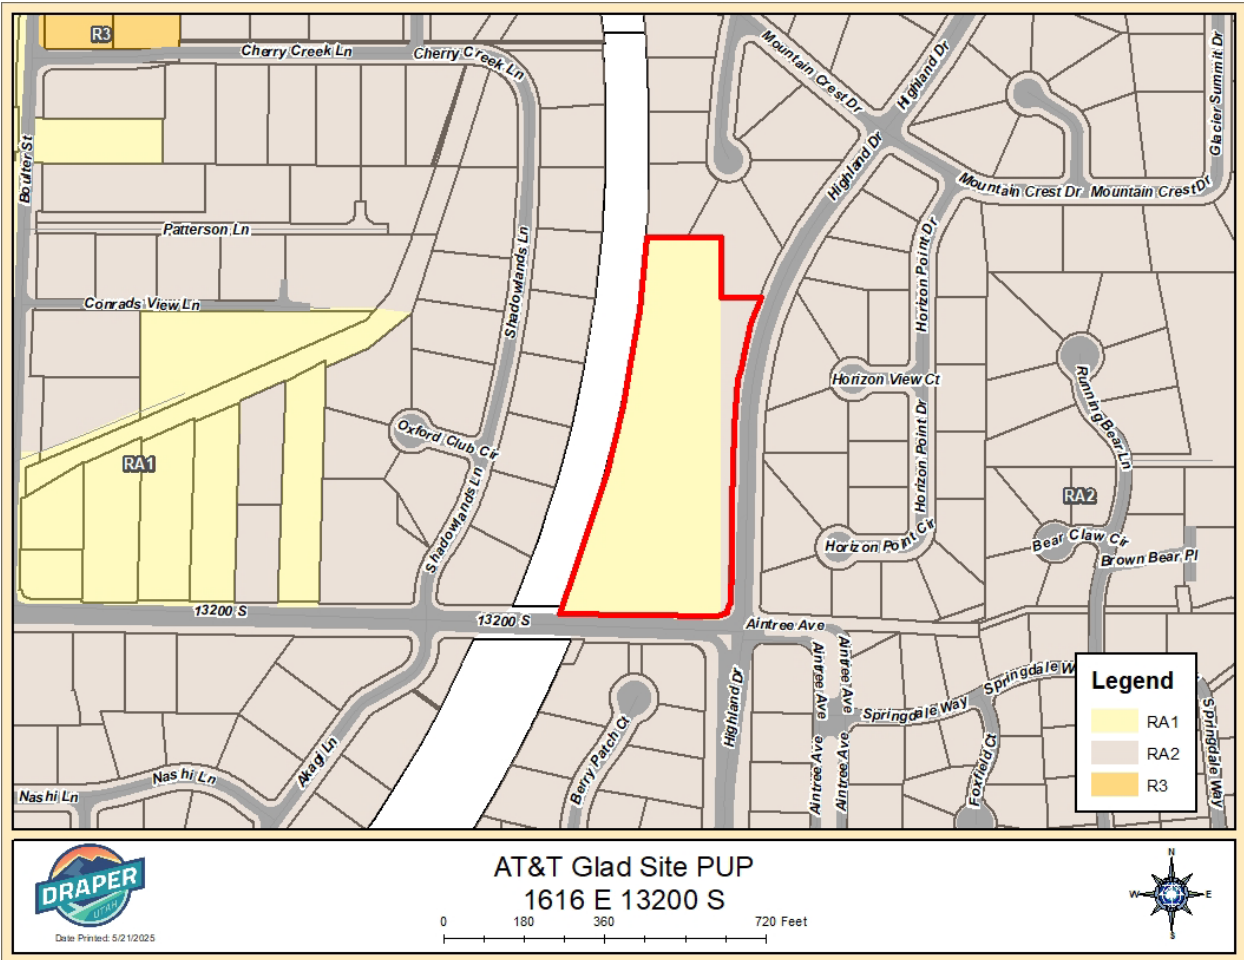 R3
Cherry Creek Ln
Cherry Creek Ln
Mountain Crest Dr
Highland Dr
Glacier Summit Dr
Boulter St
Highland Dr
Mountain Crest Dr
Mountain Crest Dr
Patterson Ln
Shadowlands Ln
Horizon Point Dr
Conrads View Ln
Horizon View Ct
Running Bear Ln
Oxford Club Cir
Horizon Point Dr
RA1
RA2
Shadowlands Ln
Horizon Point Cir
Bear Claw Cir
Brown Bear Pl
13200 S
13200 S
Aintree Ave
Aintree Ave
Aintree Ave
Springdale W
Highland Dr
Springdale Way
Springdale Way
Akagi Ln
Berry Patch Ct
Aintree Ave
Aintree Ave
Foxfield Ct
Nashi Ln
Nashi Ln
Legend
RA1
RA2
R3
DRAPER
UTAH
Date Printed: 5/21/2025
AT&T Glad Site PUP
1616 E 13200 S
0 180 360 720 Feet
N
W E
S